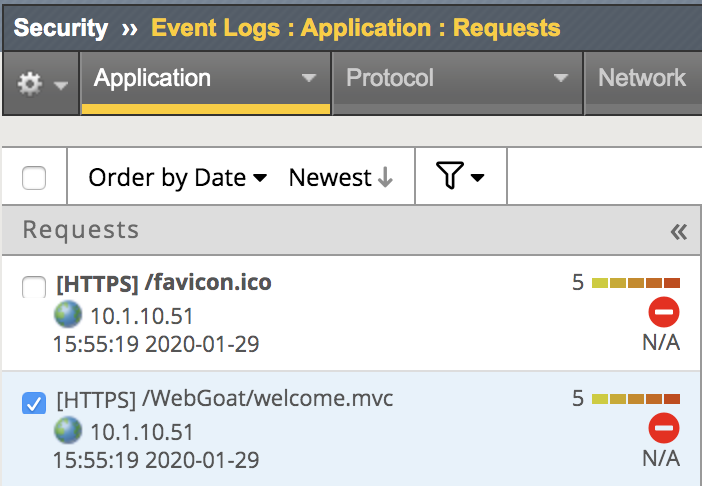 Security » Event Logs : Application : Requests
Application Protocol Network
Order by Date Newest
Requests «
[HTTPS] /favicon.ico 5
10.1.10.51
15:55:19 2020-01-29 N/A
[HTTPS] /WebGoat/welcome.mvc 5
10.1.10.51
15:55:19 2020-01-29 N/A